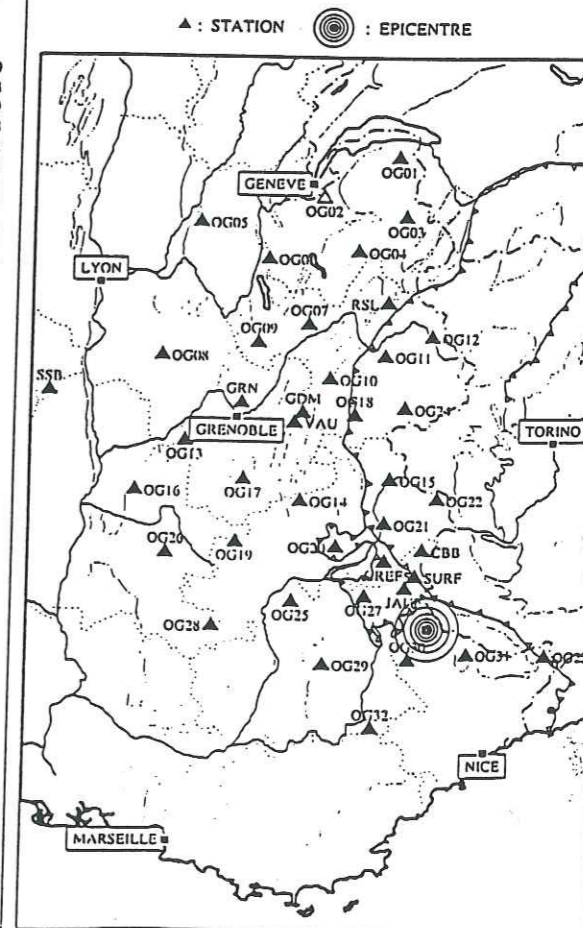 ▲ : STATION : EPICENTRE
OG01
GENEVE
OG02
OG05
OG03
OG04
LYON
RSL
OG07
OG09
OG12
OG08
OG11
SSB
OG10
GRN
GDM
OG18
GRENOBLE
VAU
TORINO
OG13
OG15
OG16
OG17
OG14
OG22
OG21
OG26
OG19
OG20
CBB
SURF
OG27
OG25
OG28
OG31
OG29
OG32
NICE
MARSEILLE